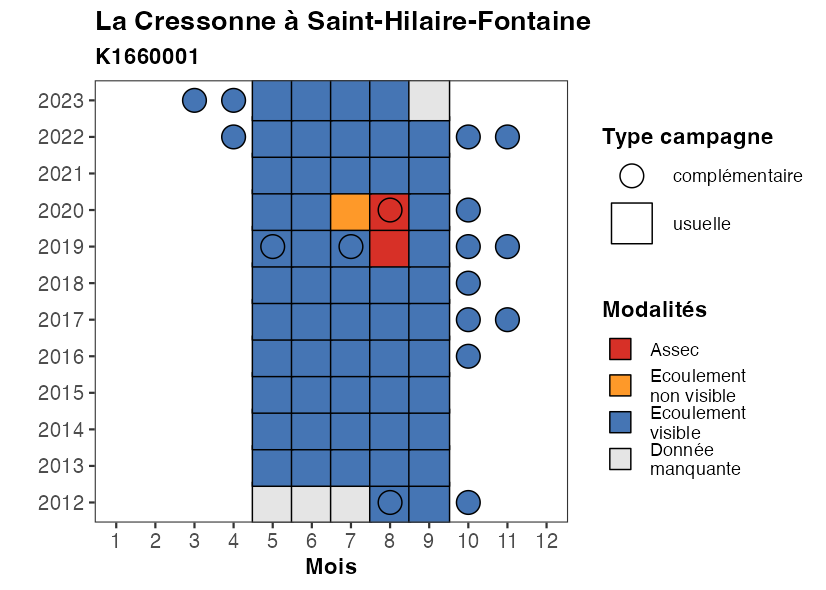 La Cressonne à Saint-Hilaire-Fontaine
K1660001
2023
2022
2021
2020
2019
2018
2017
2016
2015
2014
2013
2012
1 2 3 4 5 6 7 8 9 10 11 12
Mois
Type campagne
complémentaire
usuelle
Modalités
Assec
Ecoulement
non visible
Ecoulement
visible
Donnée
manquante